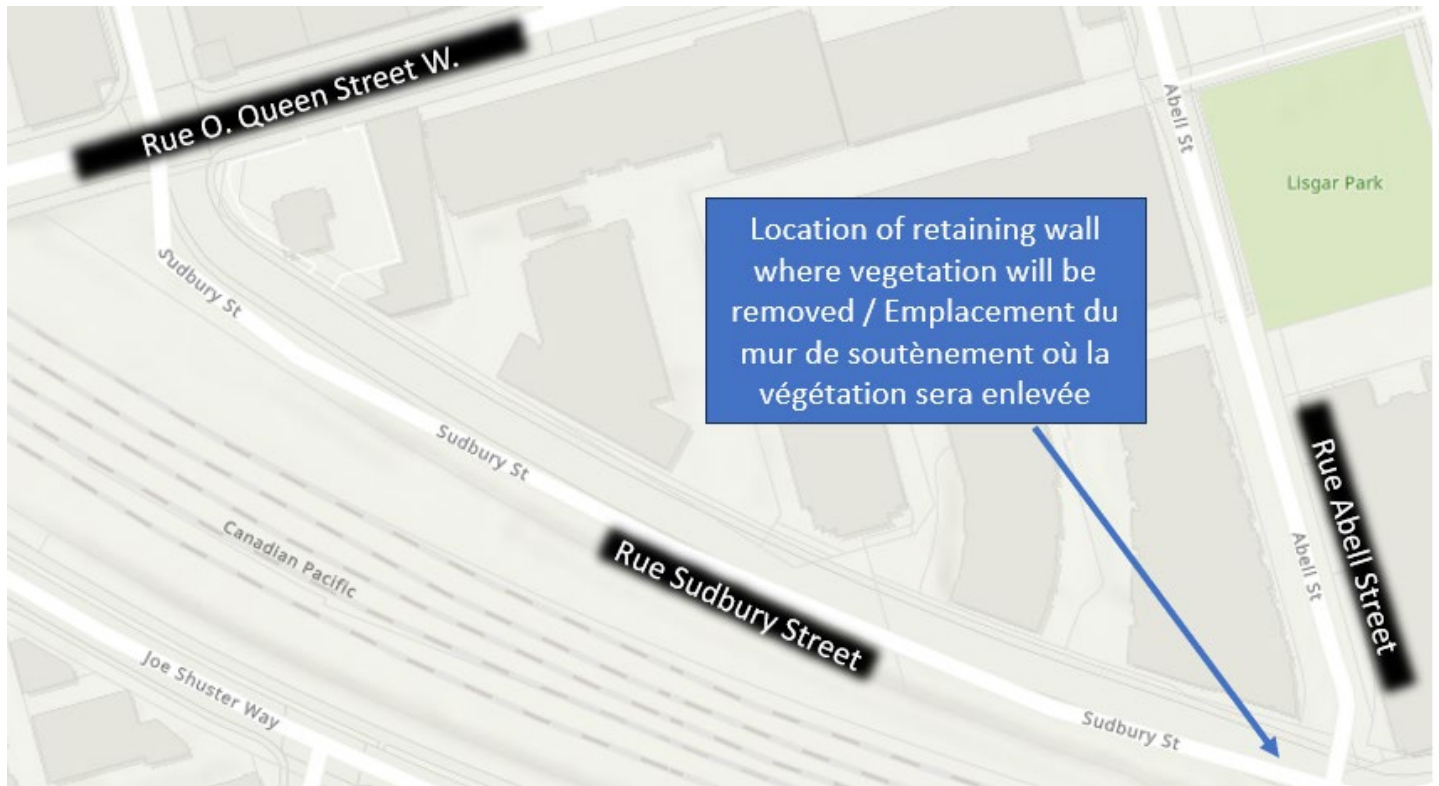 Rue O. Queen Street W.
Abell St
Lisgar Park
Location of retaining wall
where vegetation will be
removed / Emplacement du
mur de soutènement où la
végétation sera enlevée
Sudbury St
Sudbury St
Rue Abell Street
Canadian Pacific
Rue Sudbury Street
Abell St
Joe Shuster Way
Sudbury St